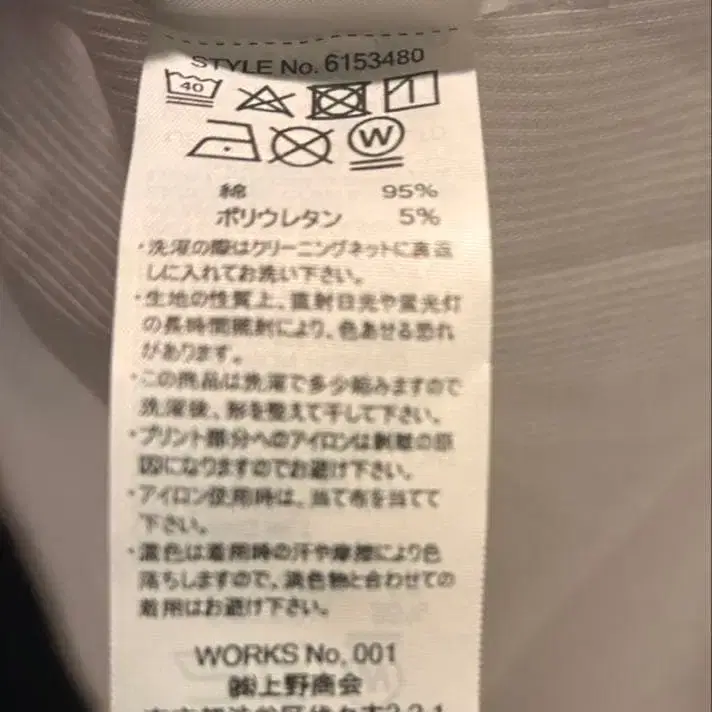 STYLE No. 6153480
40
W
綿 95%
ポリウレタン 5%
・洗濯の際はクリーニングネットに裏返
しに入れてお洗い下さい。
・生地の性質上、直射日光や蛍光灯
の長時間照射により、色あせる恐れ
があります。
・この商品は洗濯で多少縮みますので
洗濯後、形を整えて干して下さい。
・プリント部分へのアイロンは剥離の原
因になりますのでお避け下さい。
・アイロン使用時は、当て布を当てて
下さい。
・濃色は着用時の汗や摩擦により色
落ちしますので、淡色物と合わせての
着用はお避け下さい。
WORKS No. 001
㈱上野商会